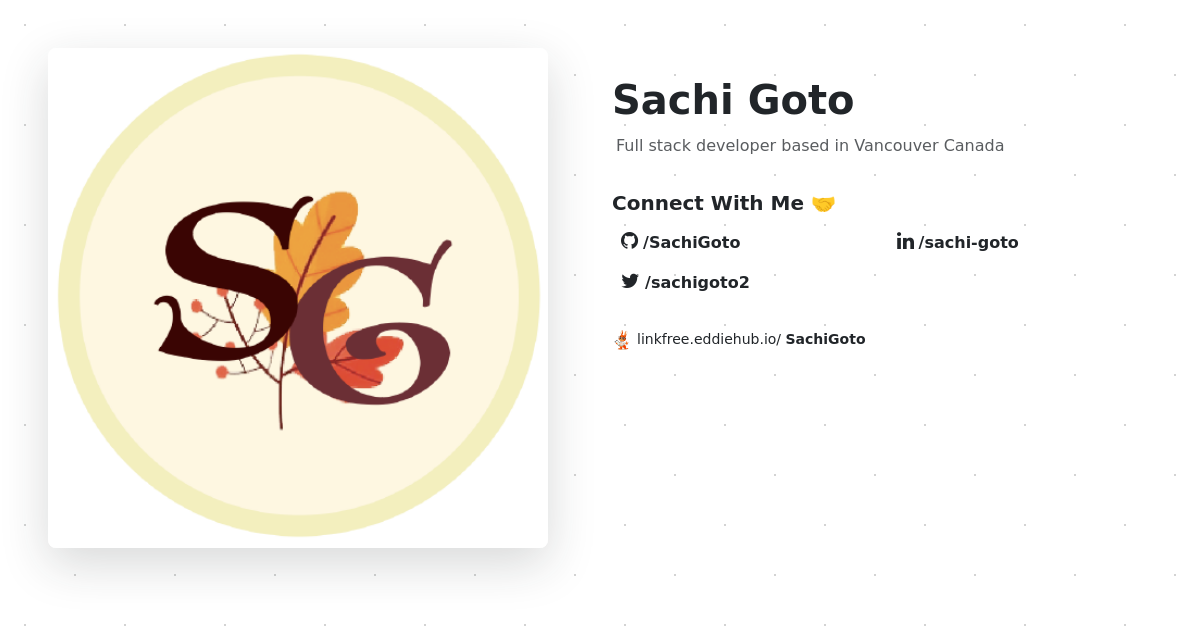 SG
Sachi Goto
Full stack developer based in Vancouver Canada
Connect With Me 🤝
/SachiGoto
in /sachi-goto
/sachigoto2
linkfree.eddiehub.io/ SachiGoto